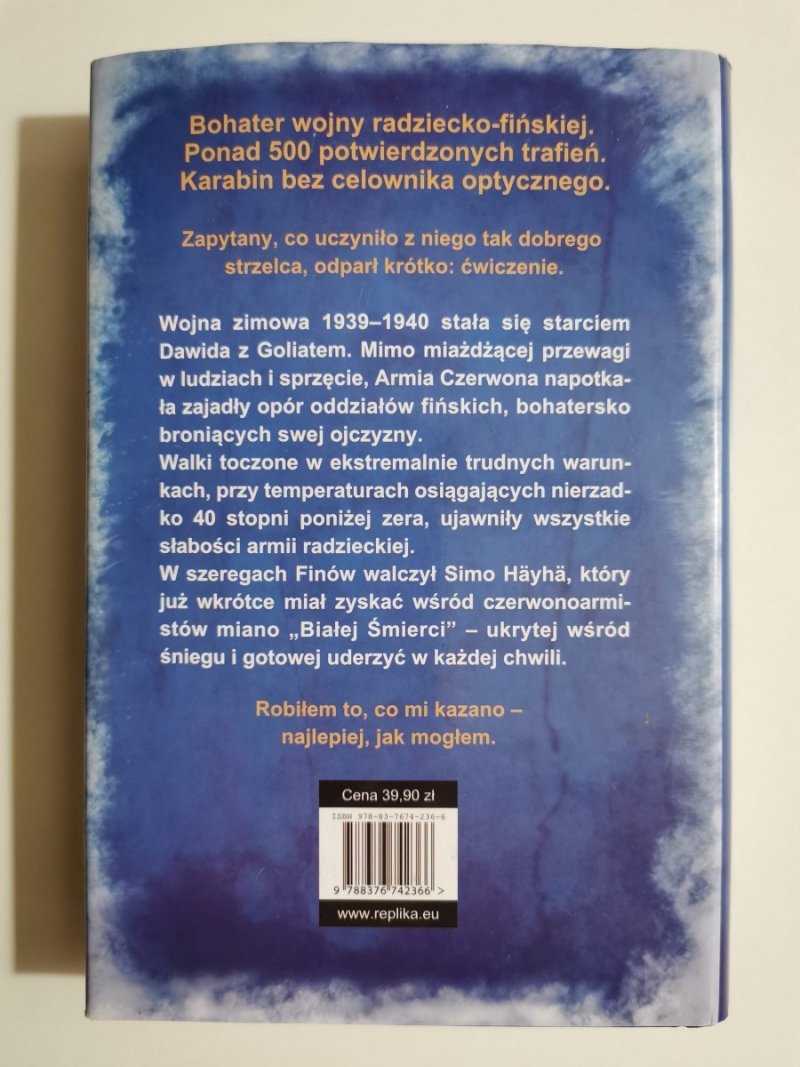 Bohater wojny radziecko-fińskiej.
Ponad 500 potwierdzonych trafień.
Karabin bez celownika optycznego.
Zapytany, co uczyniło z niego tak dobrego
strzelca, odparł krótko: ćwiczenie.
Wojna zimowa 1939–1940 stała się starciem
Dawida z Goliatem. Mimo miażdżącej przewagi
w ludziach i sprzęcie, Armia Czerwona napotka-
ła zajadły opór oddziałów fińskich, bohatersko
broniących swej ojczyzny.
Walki toczone w ekstremalnie trudnych warun-
kach, przy temperaturach osiągających nierzad-
ko 40 stopni poniżej zera, ujawniły wszystkie
słabości armii radzieckiej.
W szeregach Finów walczył Simo Häyhä, który
już wkrótce miał zyskać wśród czerwonoarmi-
stów miano „Białej Śmierci” – ukrytej wśród
śniegu i gotowej uderzyć w każdej chwili.
Robiłem to, co mi kazano –
najlepiej, jak mogłem.
Cena 39,90 zł
ISBN 978-83-7674-236-6
9 788376 742366 >
www.replika.eu